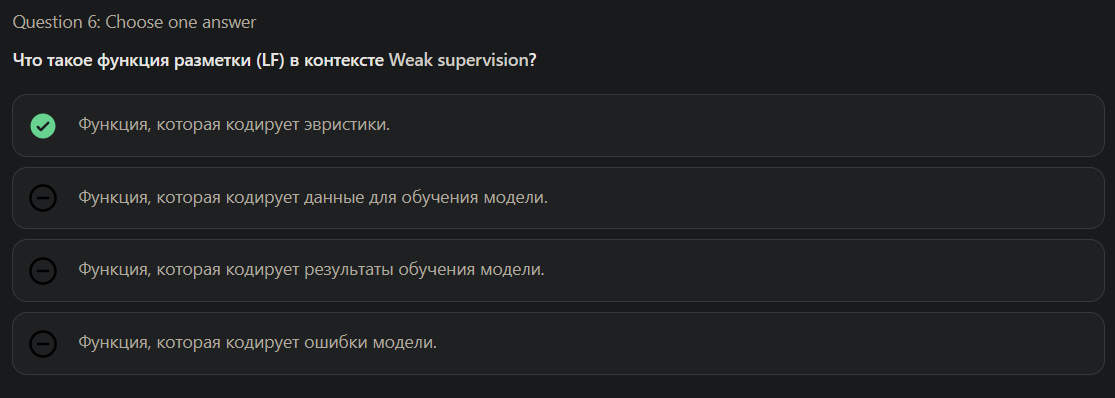 Question 6: Choose one answer
Что такое функция разметки (LF) в контексте Weak supervision?
Функция, которая кодирует эвристики.
Функция, которая кодирует данные для обучения модели.
Функция, которая кодирует результаты обучения модели.
Функция, которая кодирует ошибки модели.